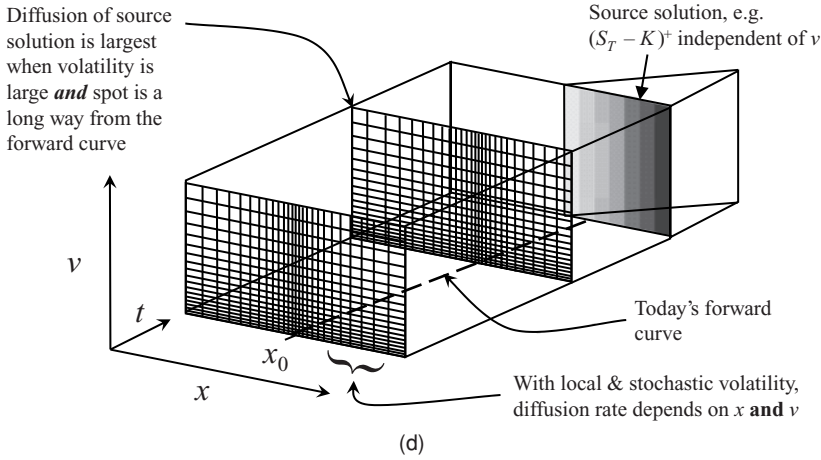 Diffusion of source
solution is largest
when volatility is
large and spot is a
long way from the
forward curve
Source solution, e.g.
(S_T – K)⁺ independent of v
v
t
x₀
x
Today's forward
curve
With local & stochastic volatility,
diffusion rate depends on x and v
(d)